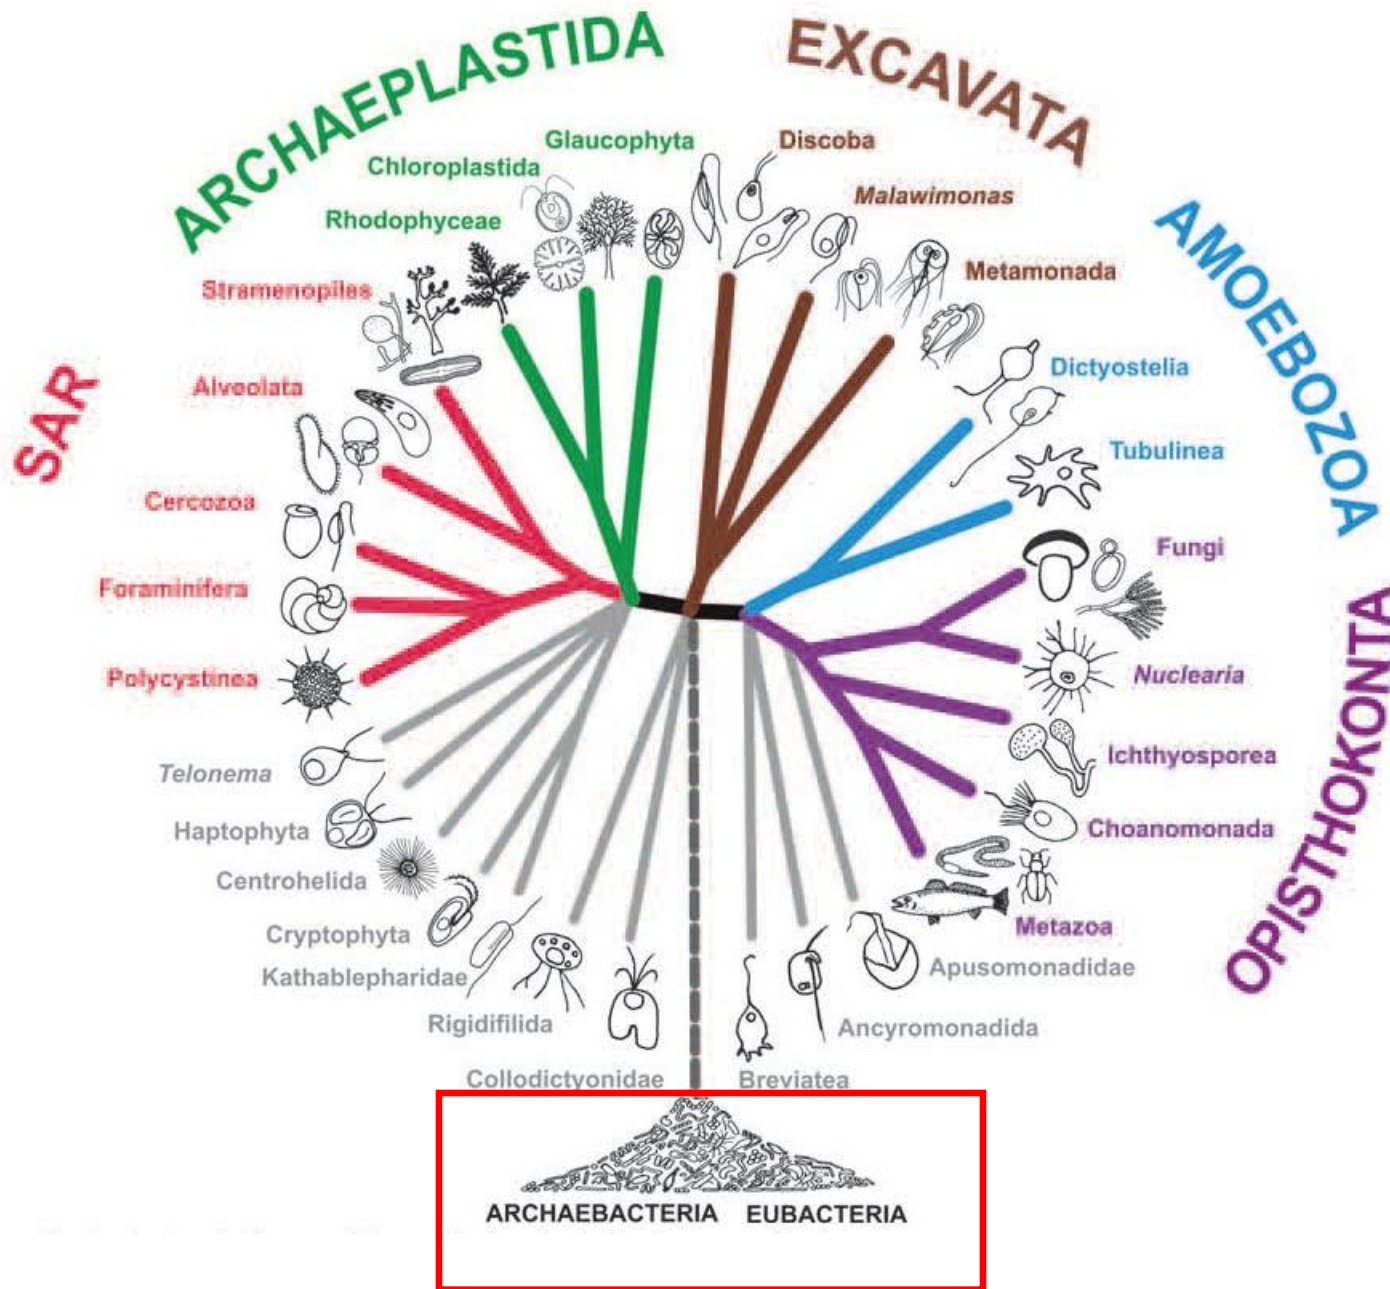 ARCHAEPLASTIDA
EXCAVATA
AMOEBOZOA
OPISTHOKONTA
SAR
Glaucophyta
Chloroplastida
Rhodophyceae
Stramenopiles
Alveolata
Cercozoa
Foraminifera
Polycystinea
Telonema
Haptophyta
Centrohelida
Cryptophyta
Kathablepharidae
Rigidifilida
Collodictyonidae
Discoba
Malawimonas
Metamonada
Dictyostelia
Tubulinea
Fungi
Nuclearia
Ichthyosporea
Choanomonada
Metazoa
Apusomonadidae
Ancyromonadida
Breviatea
ARCHAEBACTERIA EUBACTERIA